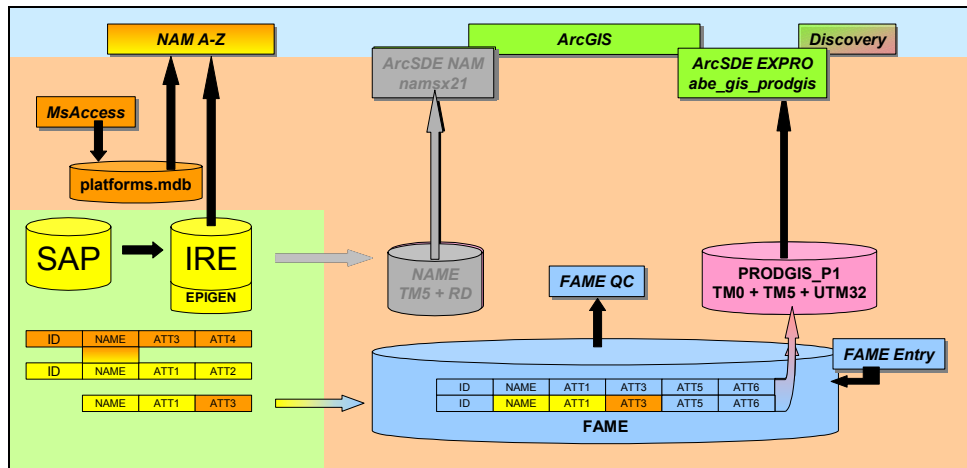 NAM A-Z
ArcGIS
Discovery
ArcSDE NAM
namsx21
ArcSDE EXPRO
abe_gis_prodgis
MsAccess
platforms.mdb
SAP
IRE
EPIGEN
NAME
TM5 + RD
FAME QC
PRODGIS_P1
TM0 + TM5 + UTM32
FAME Entry
ID NAME ATT3 ATT4
ID NAME ATT1 ATT2
NAME ATT1 ATT3
ID NAME ATT1 ATT3 ATT5 ATT6
ID NAME ATT1 ATT3 ATT5 ATT6
FAME